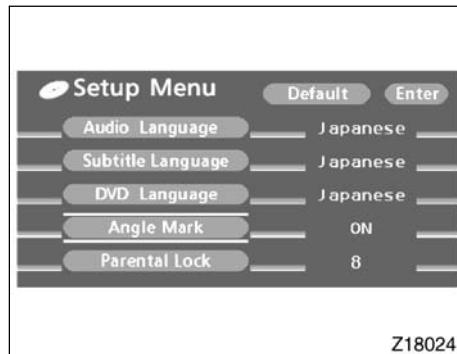 Setup Menu Default Enter
Audio Language Japanese
Subtitle Language Japanese
DVD Language Japanese
Angle Mark ON
Parental Lock 8
Z18024